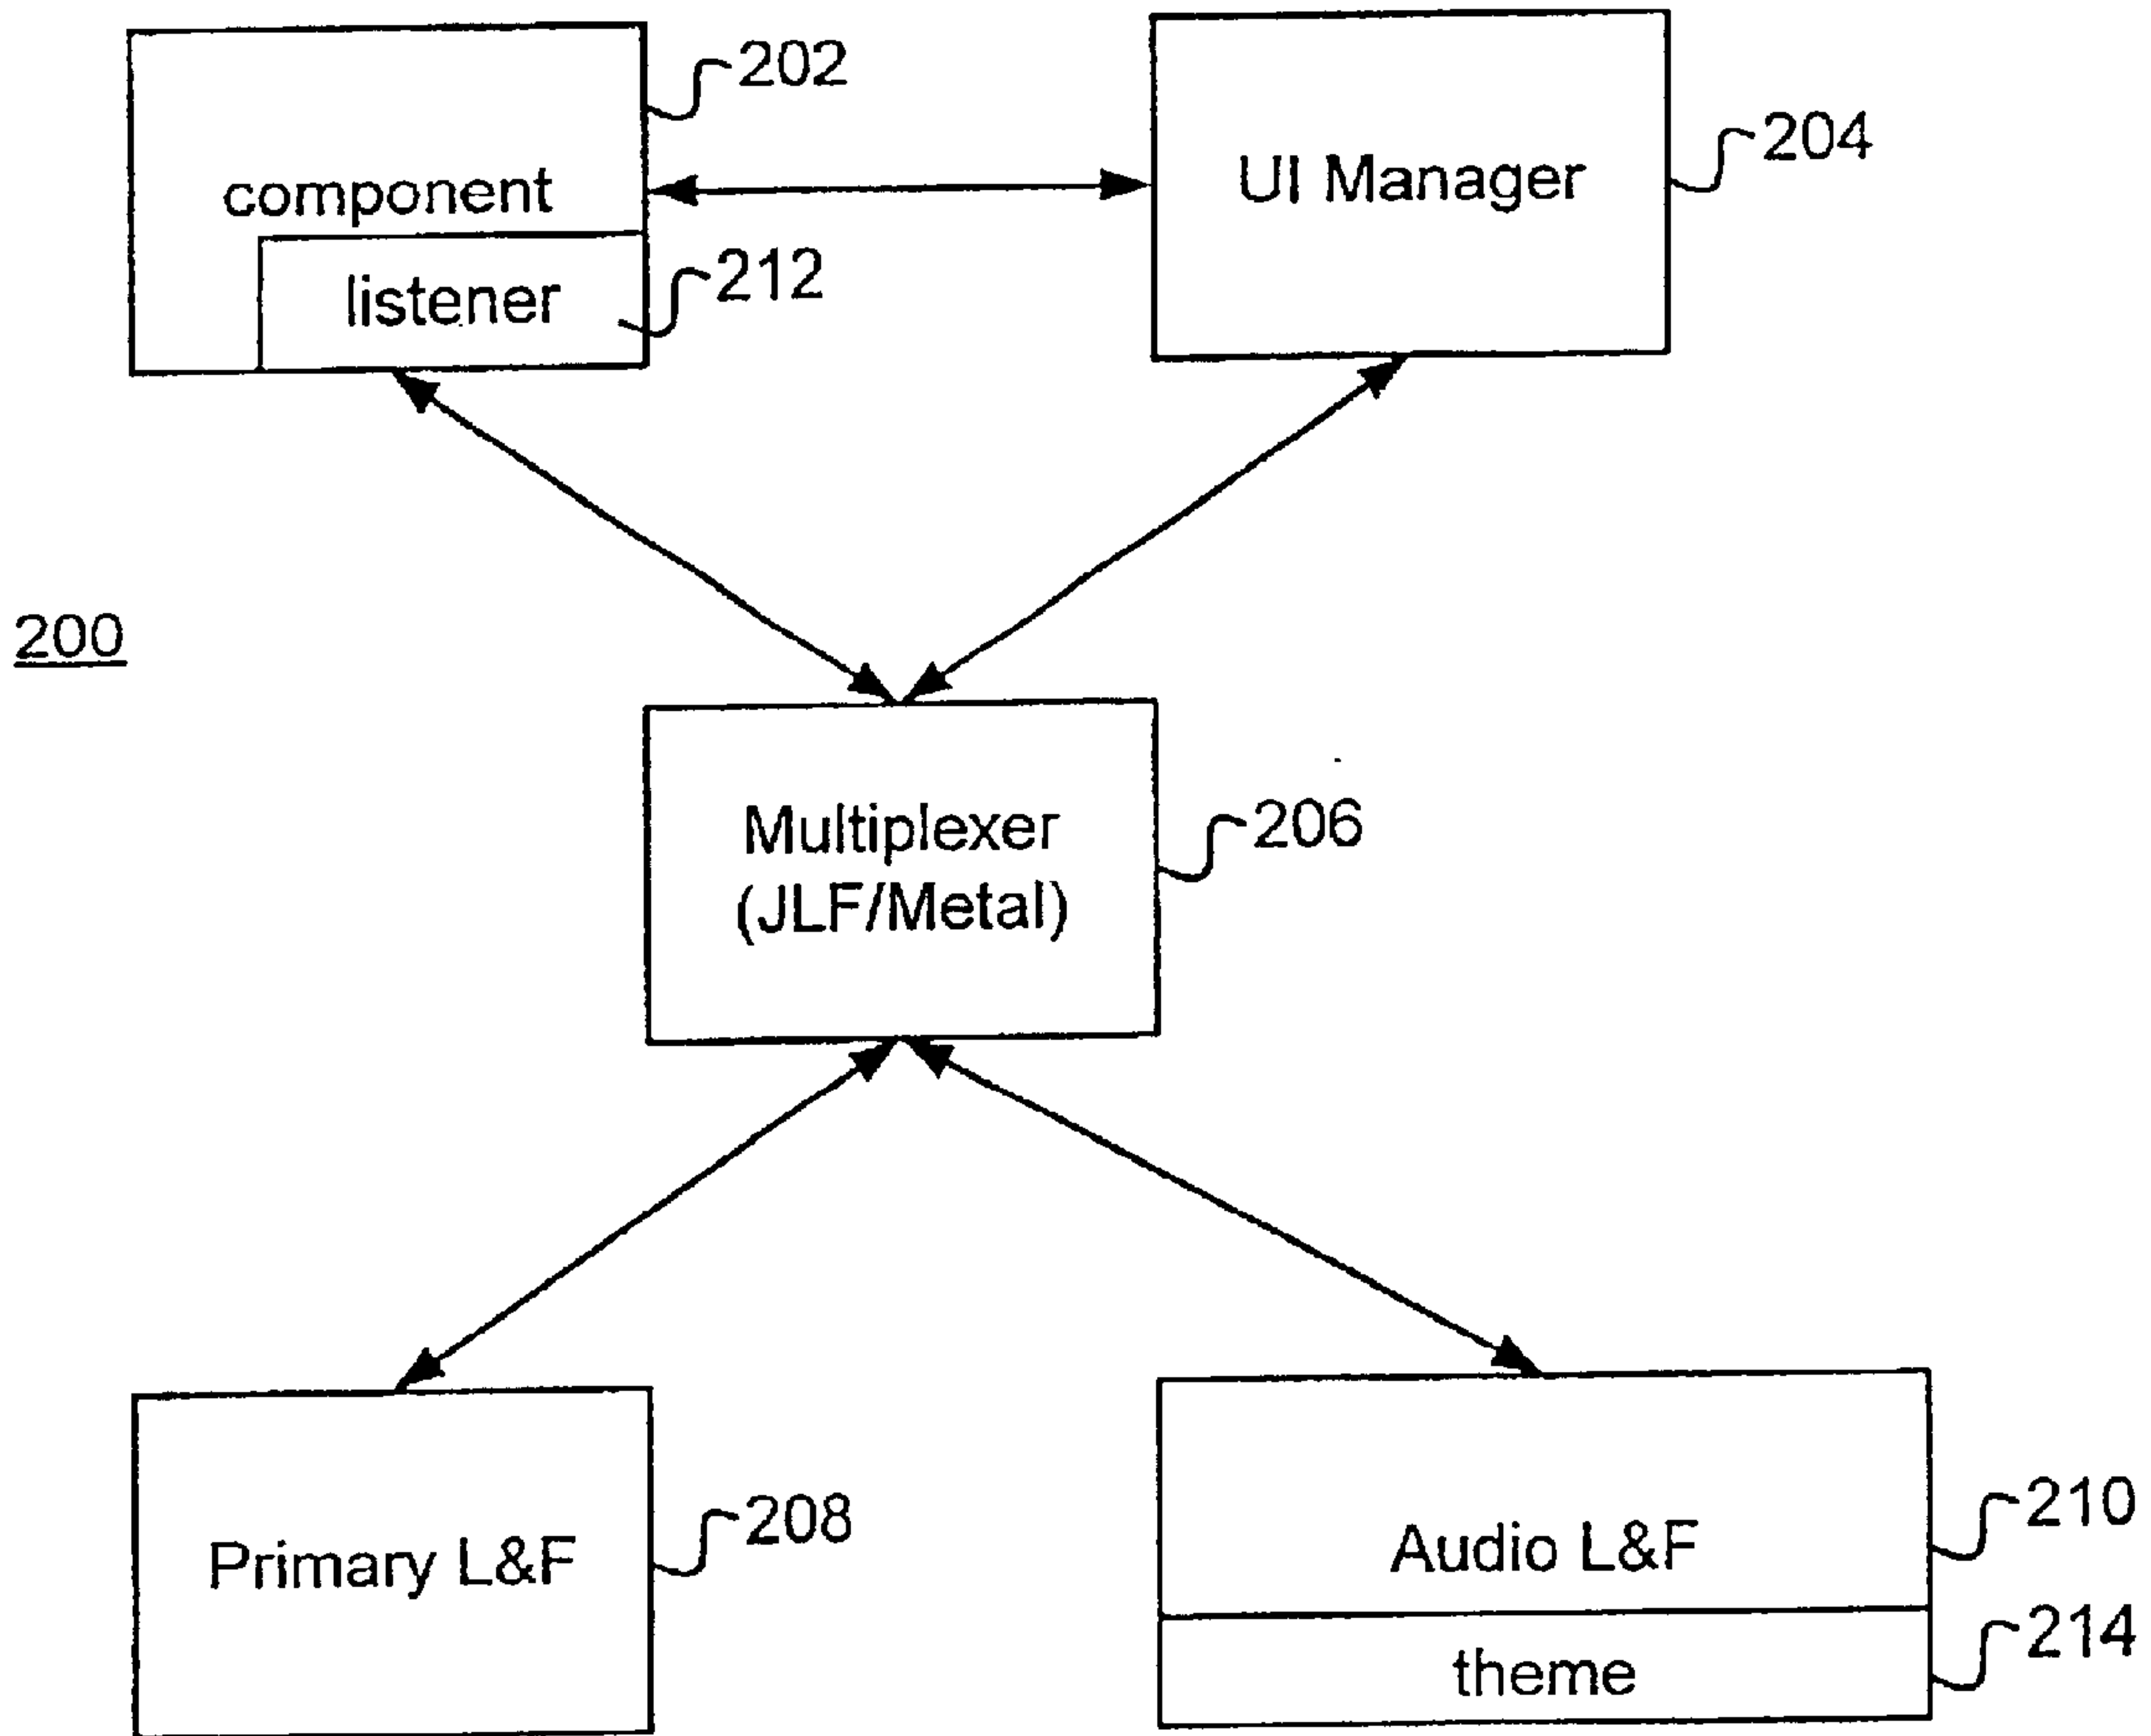 202
component
listener
212
UI Manager
204
200
Multiplexer
(JLF/Metal)
206
Primary L&F
208
Audio L&F
210
theme
214